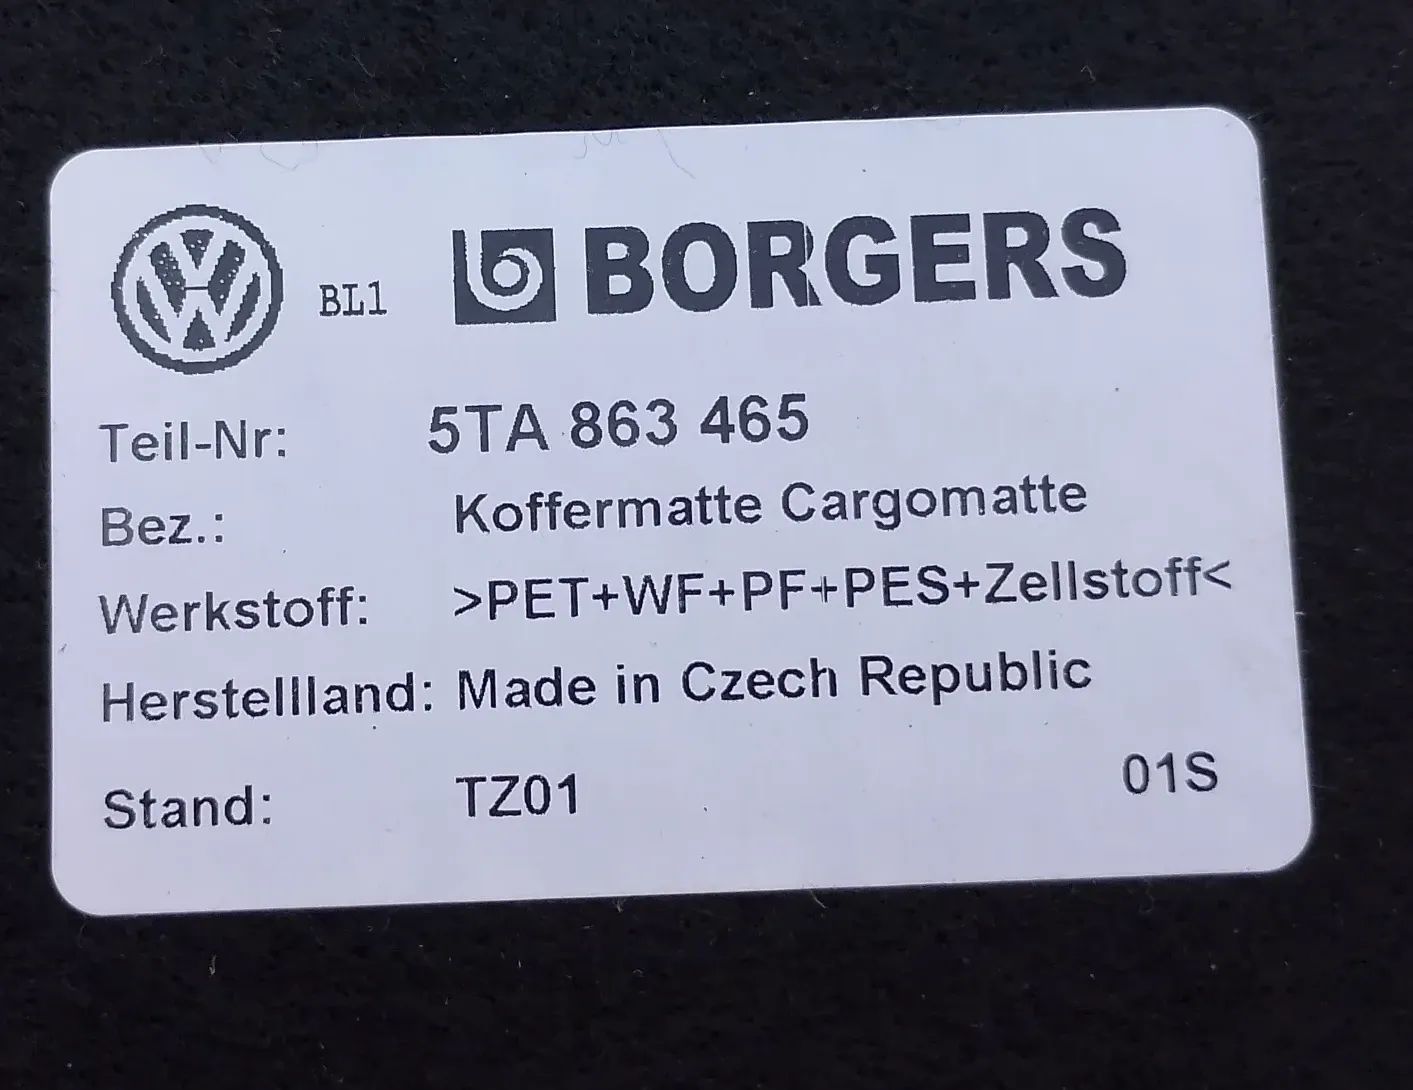 BL1 BORGERS
Teil-Nr: 5TA 863 465
Bez.: Koffermatte Cargomatte
Werkstoff: >PET+WF+PF+PES+Zellstoff<
Herstellland: Made in Czech Republic
Stand: TZ01 01S